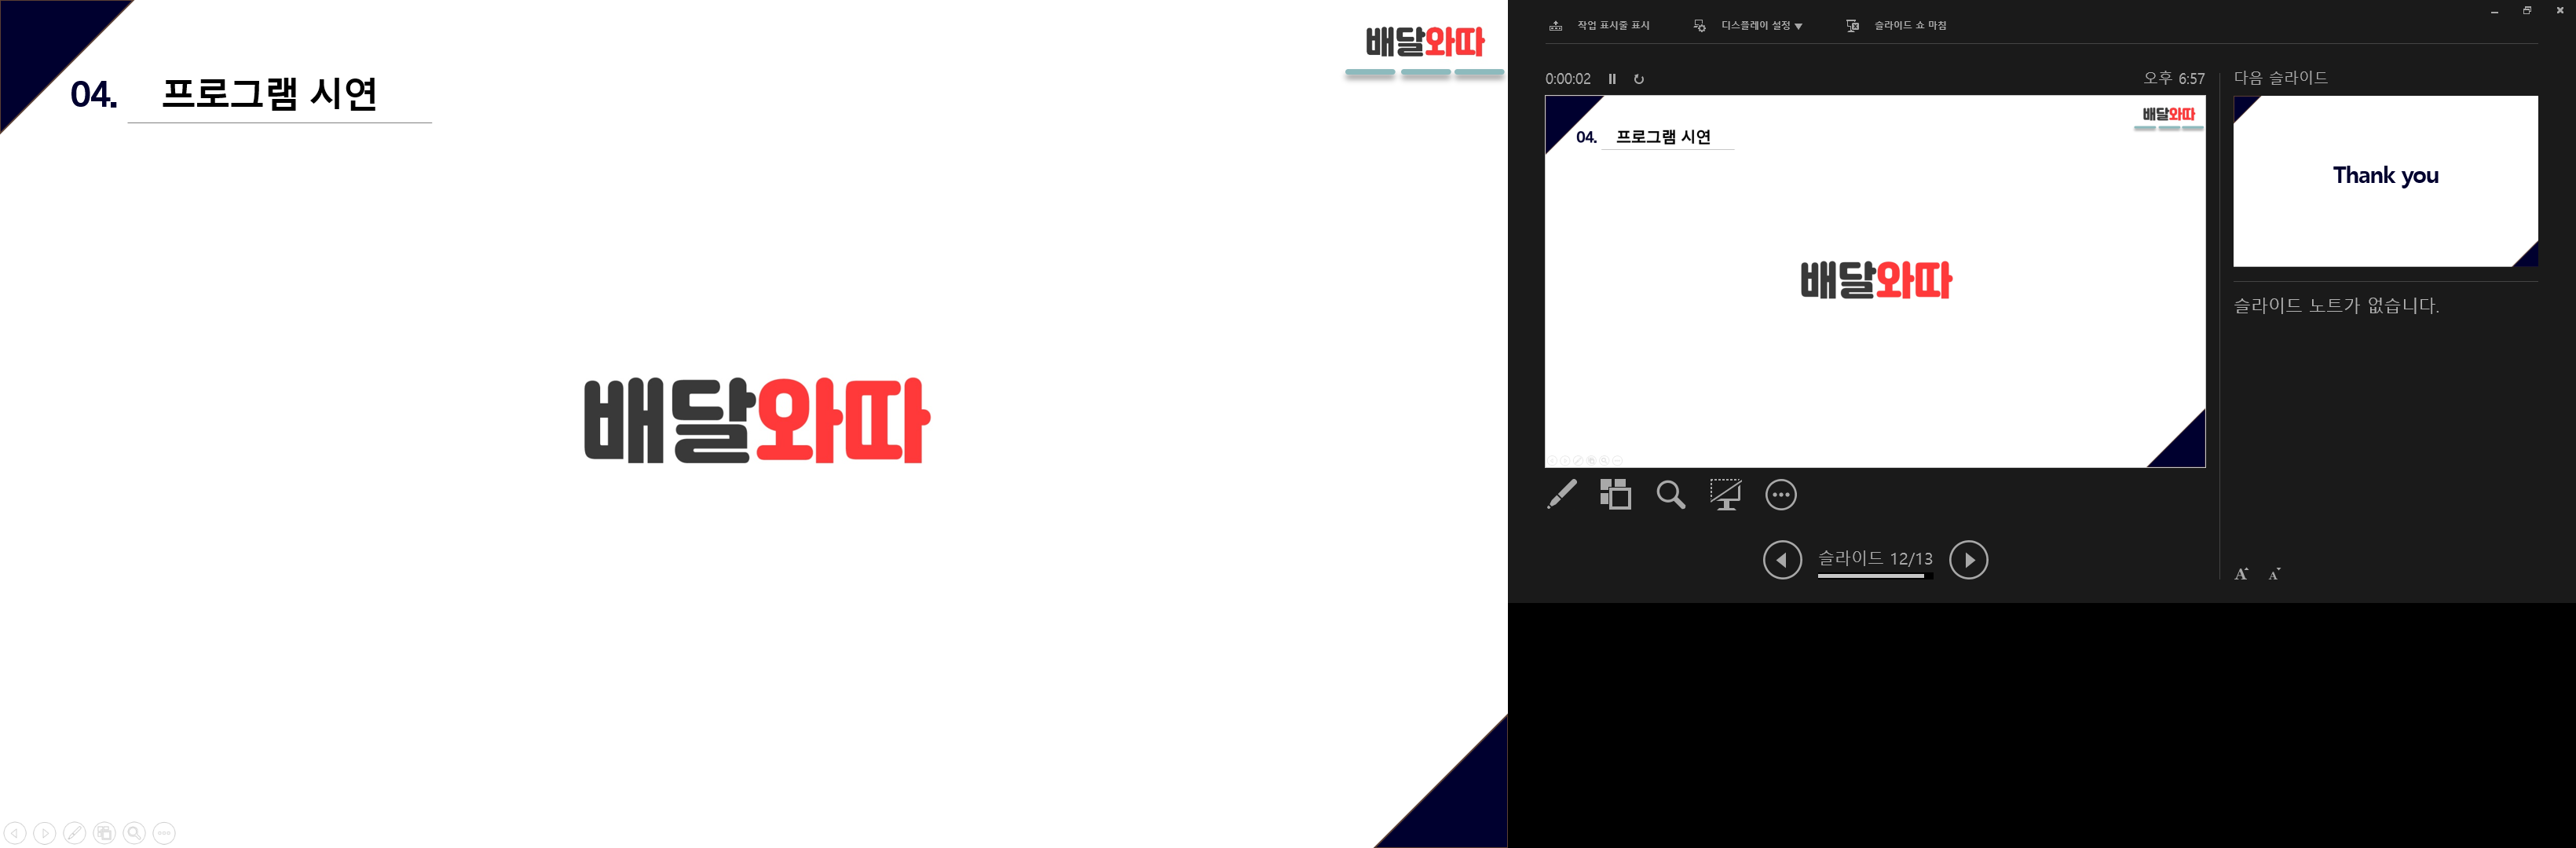 배달와따
04. 프로그램 시연
배달와따
작업 표시줄 표시
디스플레이 설정
슬라이드 쇼 마침
0:00:02
오후 6:57
배달와따
04. 프로그램 시연
배달와따
슬라이드 12/13
다음 슬라이드
Thank you
슬라이드 노트가 없습니다.
A A